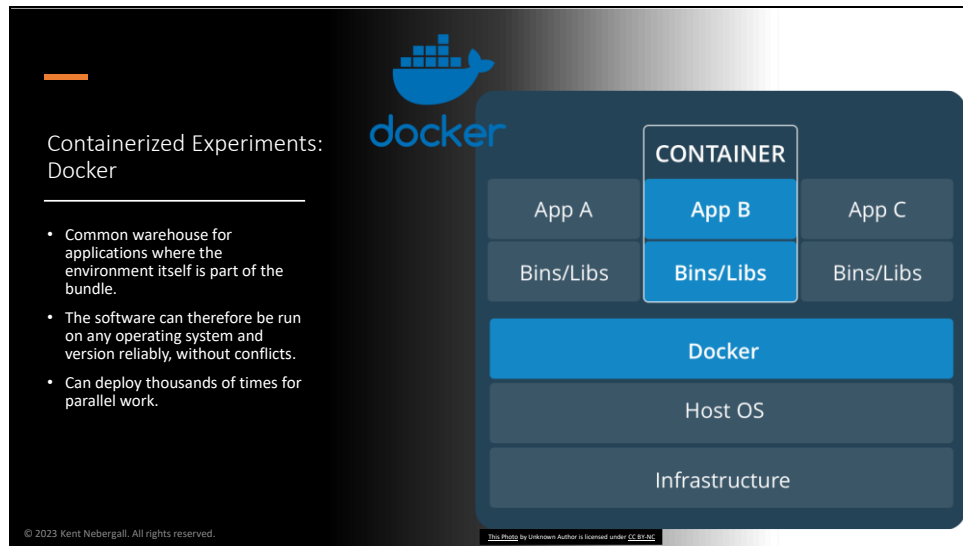 docker
Containerized Experiments:
Docker
• Common warehouse for
applications where the
environment itself is part of the
bundle.
• The software can therefore be run
on any operating system and
version reliably, without conflicts.
• Can deploy thousands of times for
parallel work.
CONTAINER
App A
App B
App C
Bins/Libs
Bins/Libs
Bins/Libs
Docker
Host OS
Infrastructure
© 2023 Kent Nebergall. All rights reserved.
This Photo by Unknown Author is licensed under CC BY-NC